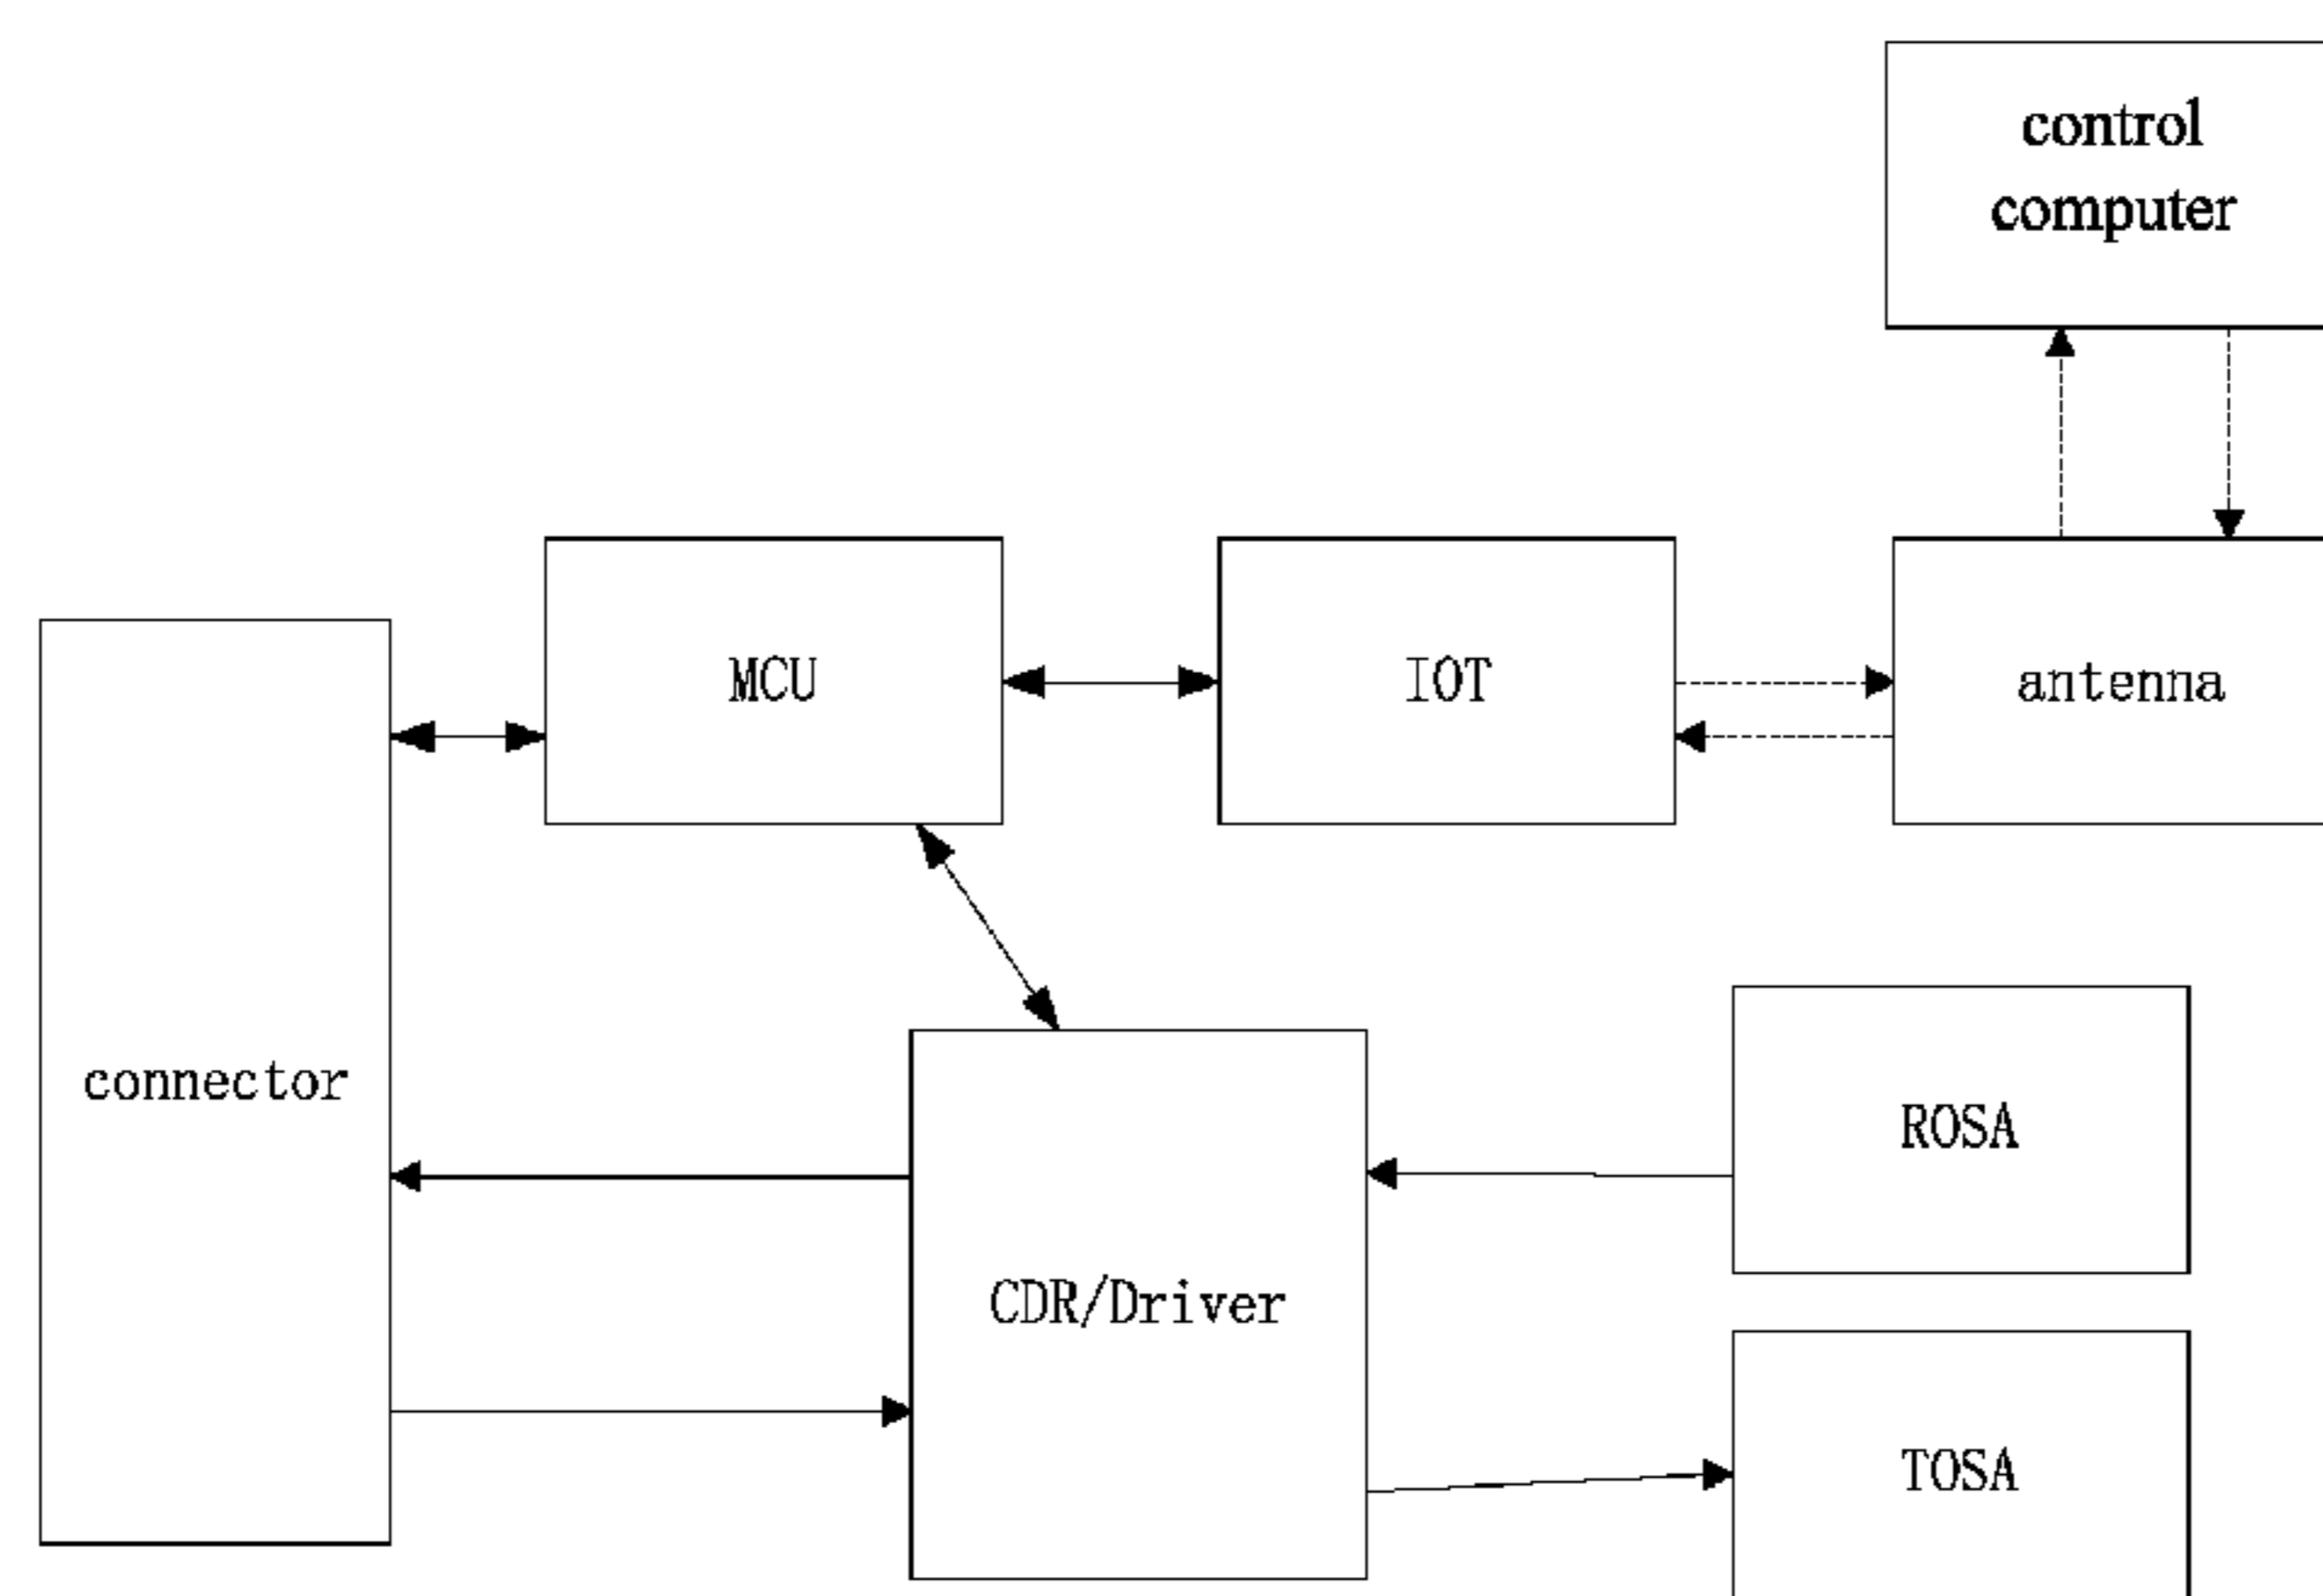 control
computer
MCU
IOT
antenna
connector
ROSA
CDR/Driver
TOSA